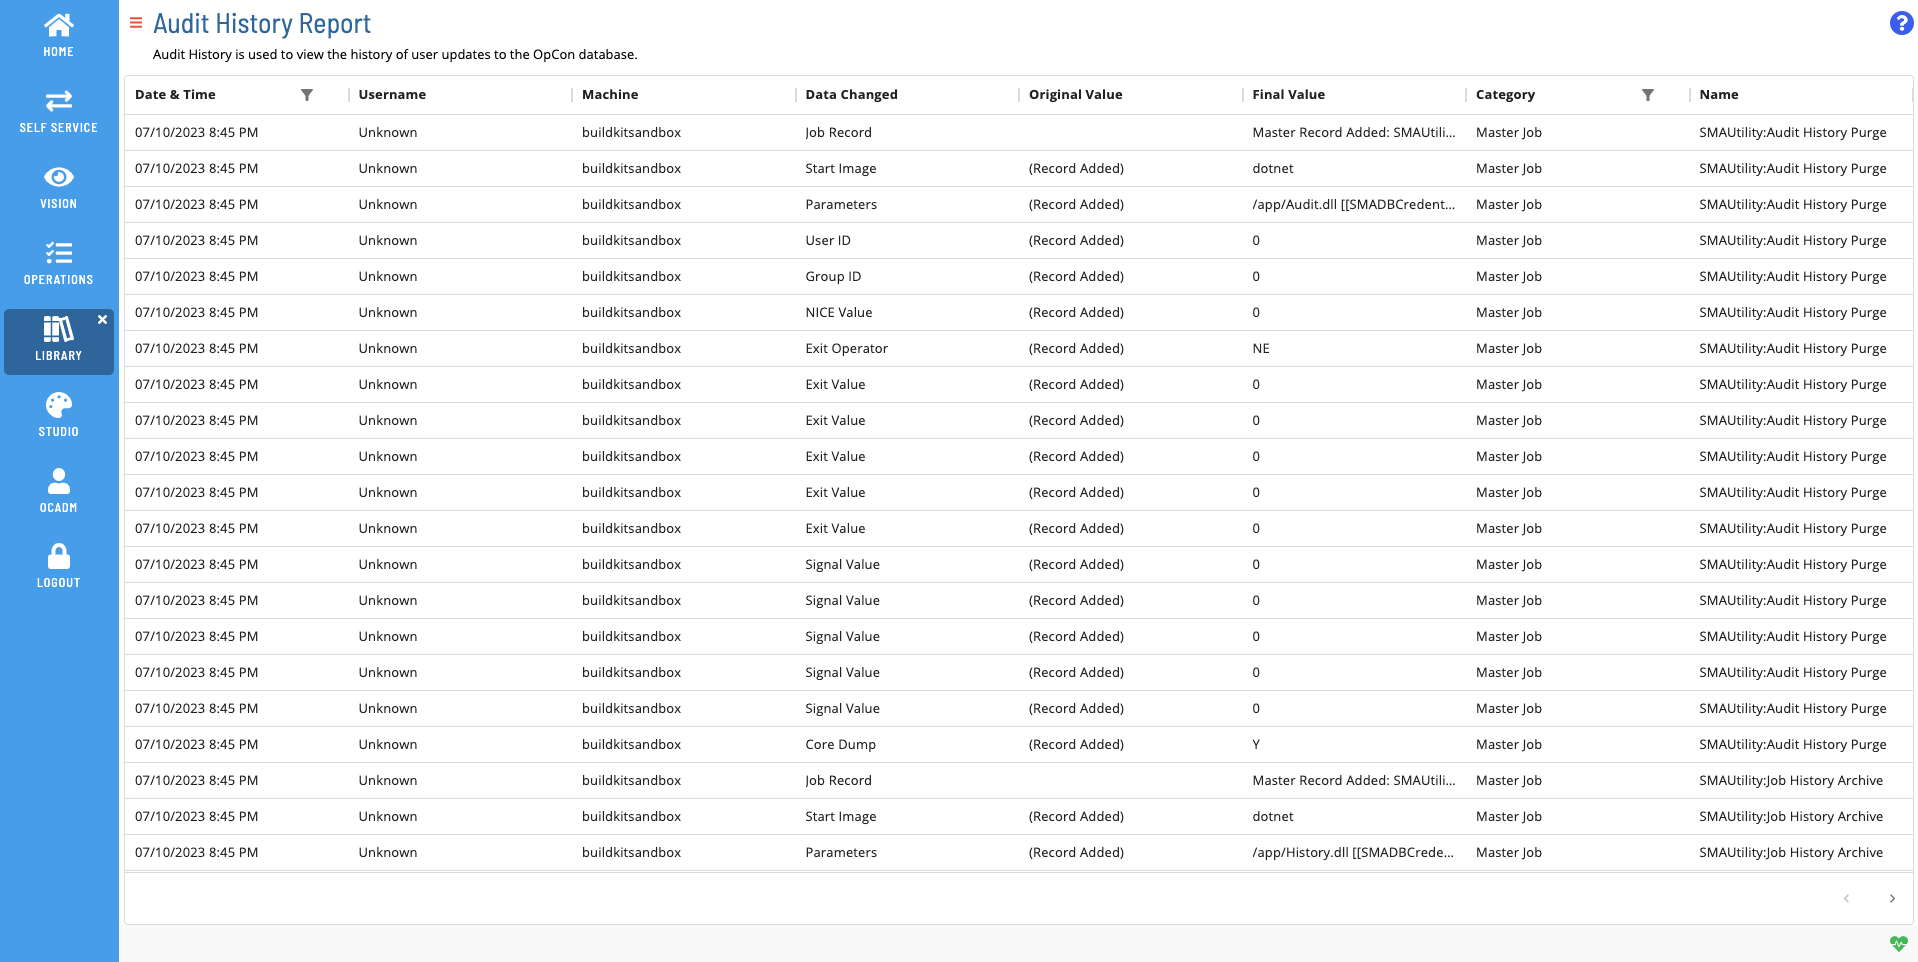 HOME
SELF SERVICE
VISION
OPERATIONS
LIBRARY
STUDIO
OCADM
LOGOUT
Audit History Report
?
Audit History is used to view the history of user updates to the OpCon database.
Date & Time Username Machine Data Changed Original Value Final Value Category Name
07/10/2023 8:45 PM Unknown buildkitsandbox Job Record Master Record Added: SMAUtili... Master Job SMAUtility:Audit History Purge
07/10/2023 8:45 PM Unknown buildkitsandbox Start Image (Record Added) dotnet Master Job SMAUtility:Audit History Purge
07/10/2023 8:45 PM Unknown buildkitsandbox Parameters (Record Added) /app/Audit.dll [[SMADBCredent... Master Job SMAUtility:Audit History Purge
07/10/2023 8:45 PM Unknown buildkitsandbox User ID (Record Added) 0 Master Job SMAUtility:Audit History Purge
07/10/2023 8:45 PM Unknown buildkitsandbox Group ID (Record Added) 0 Master Job SMAUtility:Audit History Purge
07/10/2023 8:45 PM Unknown buildkitsandbox NICE Value (Record Added) 0 Master Job SMAUtility:Audit History Purge
07/10/2023 8:45 PM Unknown buildkitsandbox Exit Operator (Record Added) NE Master Job SMAUtility:Audit History Purge
07/10/2023 8:45 PM Unknown buildkitsandbox Exit Value (Record Added) 0 Master Job SMAUtility:Audit History Purge
07/10/2023 8:45 PM Unknown buildkitsandbox Exit Value (Record Added) 0 Master Job SMAUtility:Audit History Purge
07/10/2023 8:45 PM Unknown buildkitsandbox Exit Value (Record Added) 0 Master Job SMAUtility:Audit History Purge
07/10/2023 8:45 PM Unknown buildkitsandbox Exit Value (Record Added) 0 Master Job SMAUtility:Audit History Purge
07/10/2023 8:45 PM Unknown buildkitsandbox Exit Value (Record Added) 0 Master Job SMAUtility:Audit History Purge
07/10/2023 8:45 PM Unknown buildkitsandbox Signal Value (Record Added) 0 Master Job SMAUtility:Audit History Purge
07/10/2023 8:45 PM Unknown buildkitsandbox Signal Value (Record Added) 0 Master Job SMAUtility:Audit History Purge
07/10/2023 8:45 PM Unknown buildkitsandbox Signal Value (Record Added) 0 Master Job SMAUtility:Audit History Purge
07/10/2023 8:45 PM Unknown buildkitsandbox Signal Value (Record Added) 0 Master Job SMAUtility:Audit History Purge
07/10/2023 8:45 PM Unknown buildkitsandbox Signal Value (Record Added) 0 Master Job SMAUtility:Audit History Purge
07/10/2023 8:45 PM Unknown buildkitsandbox Core Dump (Record Added) Y Master Job SMAUtility:Audit History Purge
07/10/2023 8:45 PM Unknown buildkitsandbox Job Record Master Record Added: SMAUtili... Master Job SMAUtility:Job History Archive
07/10/2023 8:45 PM Unknown buildkitsandbox Start Image (Record Added) dotnet Master Job SMAUtility:Job History Archive
07/10/2023 8:45 PM Unknown buildkitsandbox Parameters (Record Added) /app/History.dll [[SMADBCrede... Master Job SMAUtility:Job History Archive